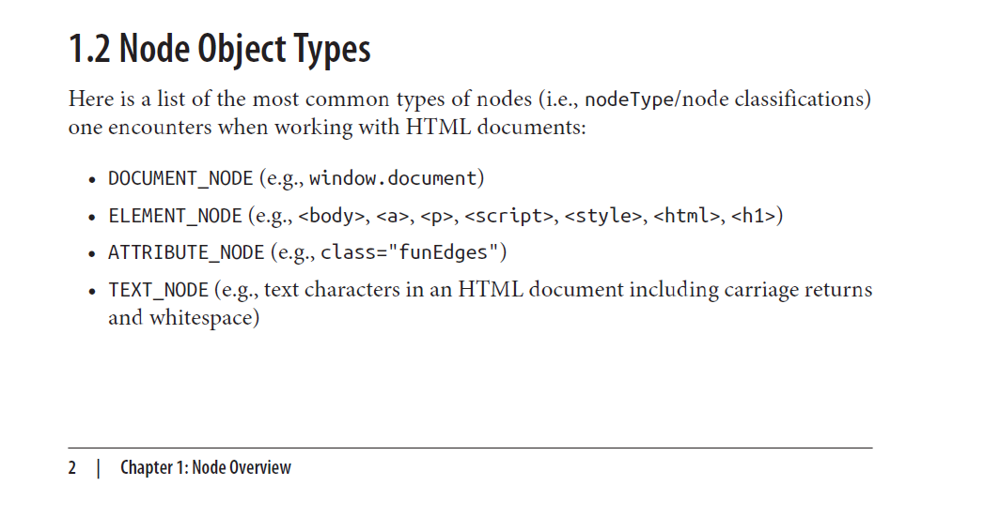 1.2 Node Object Types
Here is a list of the most common types of nodes (i.e., nodeType/node classifications)
one encounters when working with HTML documents:
• DOCUMENT_NODE (e.g., window.document)
• ELEMENT_NODE (e.g., <body>, <a>, <p>, <script>, <style>, <html>, <h1>)
• ATTRIBUTE_NODE (e.g., class="funEdges")
• TEXT_NODE (e.g., text characters in an HTML document including carriage returns
and whitespace)
2 | Chapter 1: Node Overview